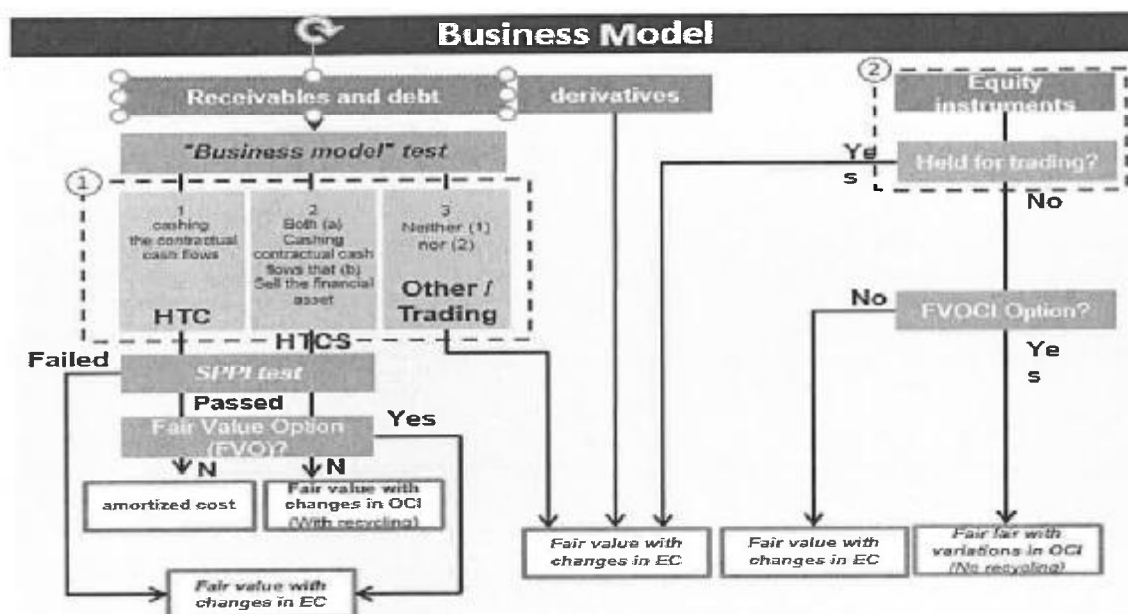 Business Model
Receivables and debt
derivatives
2
Equity
instruments
"Business model" test
Held for trading?
Ye
s
No
1
1
cashing
the contractual
cash flows
HTC
2
Both (a)
Cashing
contractual cash
flows that (b)
Sell the financial
asset
HTCS
3
Neither (1)
nor (2)
Other /
Trading
No
FVOCI Option?
Ye
s
Failed
SPPI test
Passed
Fair Value Option
(FVO)?
Yes
N
N
amortized cost
Fair value with
changes in OCI
(With recycling)
Fair value with
changes in EC
Fair value with
changes in EC
Fair value with
changes in EC
Fair fair with
variations in OCI
(No recycling)